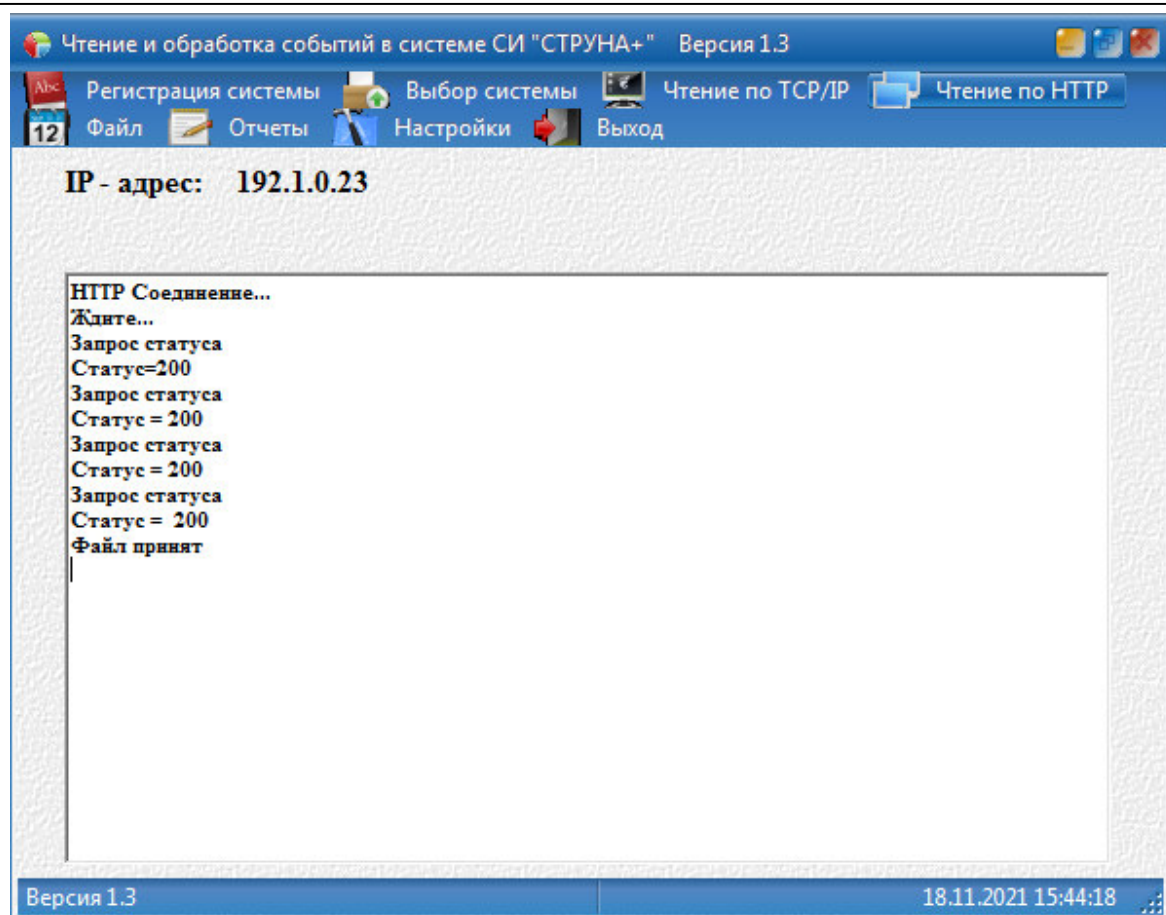 Чтение и обработка событий в системе СИ "СТРУНА+" Версия 1.3
Abc Регистрация системы Выбор системы Чтение по TCP/IP Чтение по HTTP
12 Файл Отчеты Настройки Выход
IP - адрес: 192.1.0.23
HTTP Соединение...
Ждите...
Запрос статуса
Статус=200
Запрос статуса
Статус = 200
Запрос статуса
Статус = 200
Запрос статуса
Статус = 200
Файл принят
Версия 1.3 18.11.2021 15:44:18